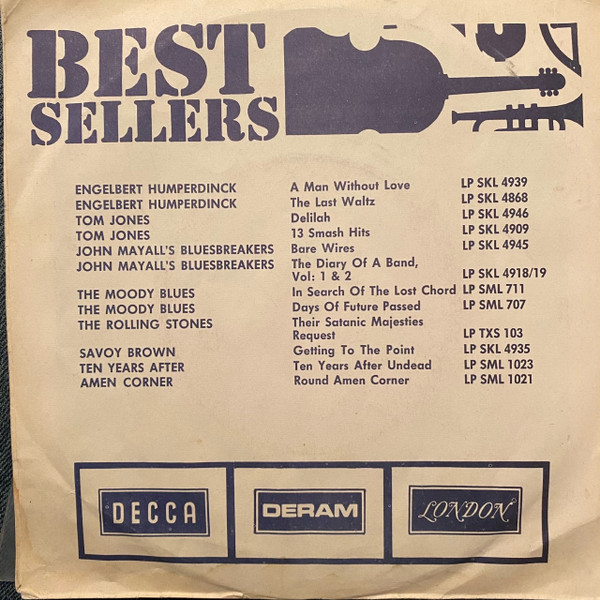 BEST
SELLERS
ENGELBERT HUMPERDINCK A Man Without Love LP SKL 4939
ENGELBERT HUMPERDINCK The Last Waltz LP SKL 4868
TOM JONES Delilah LP SKL 4946
TOM JONES 13 Smash Hits LP SKL 4909
JOHN MAYALL'S BLUESBREAKERS Bare Wires LP SKL 4945
JOHN MAYALL'S BLUESBREAKERS The Diary Of A Band,
Vol: 1 & 2 LP SKL 4918/19
THE MOODY BLUES In Search Of The Lost Chord LP SML 711
THE MOODY BLUES Days Of Future Passed LP SML 707
THE ROLLING STONES Their Satanic Majesties
Request LP TXS 103
SAVOY BROWN Getting To The Point LP SKL 4935
TEN YEARS AFTER Ten Years After Undead LP SML 1023
AMEN CORNER Round Amen Corner LP SML 1021
DECCA DERAM LONDON